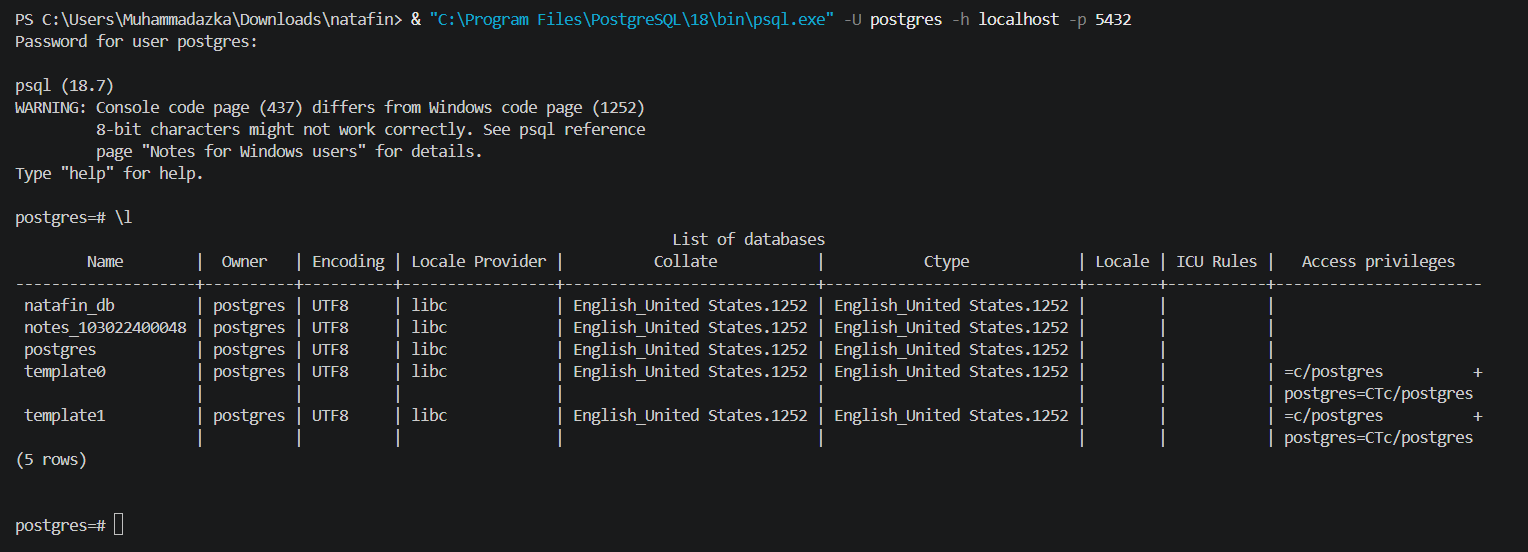 PS C:\Users\Muhammadazka\Downloads\natafin> & "C:\Program Files\PostgreSQL\18\bin\psql.exe" -U postgres -h localhost -p 5432
Password for user postgres:

psql (18.7)
WARNING: Console code page (437) differs from Windows code page (1252)
         8-bit characters might not work correctly. See psql reference
         page "Notes for Windows users" for details.
Type "help" for help.

postgres=# \l
                                                                         List of databases
        Name        |  Owner   | Encoding | Locale Provider |          Collate           |           Ctype            | Locale | ICU Rules |   Access privileges
--------------------+----------+----------+-----------------+----------------------------+----------------------------+--------+-----------+-----------------------
 natafin_db         | postgres | UTF8     | libc            | English_United States.1252 | English_United States.1252 |        |           |
 notes_103022400048 | postgres | UTF8     | libc            | English_United States.1252 | English_United States.1252 |        |           |
 postgres           | postgres | UTF8     | libc            | English_United States.1252 | English_United States.1252 |        |           |
 template0          | postgres | UTF8     | libc            | English_United States.1252 | English_United States.1252 |        |           | =c/postgres          +
                    |          |          |                 |                            |                            |        |           | postgres=CTc/postgres
 template1          | postgres | UTF8     | libc            | English_United States.1252 | English_United States.1252 |        |           | =c/postgres          +
                    |          |          |                 |                            |                            |        |           | postgres=CTc/postgres
(5 rows)

postgres=#